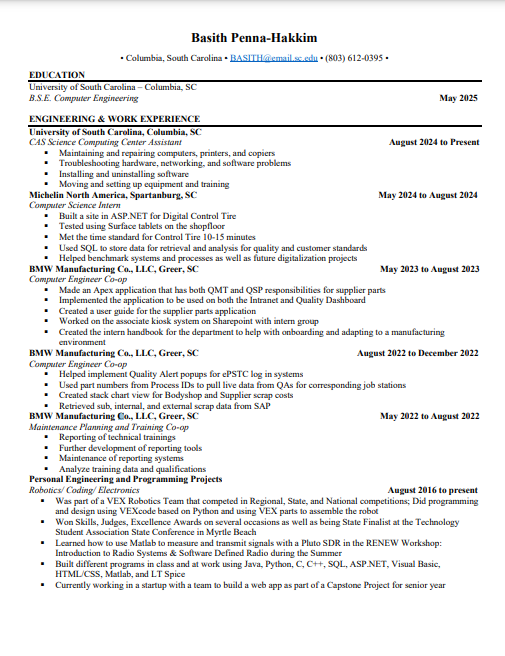 Basith Penna-Hakkim
• Columbia, South Carolina • BASITH@email.sc.edu • (803) 612-0395 •
EDUCATION
University of South Carolina – Columbia, SC
B.S.E. Computer Engineering May 2025
ENGINEERING & WORK EXPERIENCE
University of South Carolina, Columbia, SC
CAS Science Computing Center Assistant August 2024 to Present
▪ Maintaining and repairing computers, printers, and copiers
▪ Troubleshooting hardware, networking, and software problems
▪ Installing and uninstalling software
▪ Moving and setting up equipment and training
Michelin North America, Spartanburg, SC May 2024 to August 2024
Computer Science Intern
▪ Built a site in ASP.NET for Digital Control Tire
▪ Tested using Surface tablets on the shopfloor
▪ Met the time standard for Control Tire 10-15 minutes
▪ Used SQL to store data for retrieval and analysis for quality and customer standards
▪ Helped benchmark systems and processes as well as future digitalization projects
BMW Manufacturing Co., LLC, Greer, SC May 2023 to August 2023
Computer Engineer Co-op
▪ Made an Apex application that has both QMT and QSP responsibilities for supplier parts
▪ Implemented the application to be used on both the Intranet and Quality Dashboard
▪ Created a user guide for the supplier parts application
▪ Worked on the associate kiosk system on Sharepoint with intern group
▪ Created the intern handbook for the department to help with onboarding and adapting to a manufacturing
environment
BMW Manufacturing Co., LLC, Greer, SC August 2022 to December 2022
Computer Engineer Co-op
▪ Helped implement Quality Alert popups for ePSTC log in systems
▪ Used part numbers from Process IDs to pull live data from QAs for corresponding job stations
▪ Created stack chart view for Bodyshop and Supplier scrap costs
▪ Retrieved sub, internal, and external scrap data from SAP
BMW Manufacturing Co., LLC, Greer, SC May 2022 to August 2022
Maintenance Planning and Training Co-op
▪ Reporting of technical trainings
▪ Further development of reporting tools
▪ Maintenance of reporting systems
▪ Analyze training data and qualifications
Personal Engineering and Programming Projects
Robotics/ Coding/ Electronics August 2016 to present
▪ Was part of a VEX Robotics Team that competed in Regional, State, and National competitions; Did programming
and design using VEXcode based on Python and using VEX parts to assemble the robot
▪ Won Skills, Judges, Excellence Awards on several occasions as well as being State Finalist at the Technology
Student Association State Conference in Myrtle Beach
▪ Learned how to use Matlab to measure and transmit signals with a Pluto SDR in the RENEW Workshop:
Introduction to Radio Systems & Software Defined Radio during the Summer
▪ Built different programs in class and at work using Java, Python, C, C++, SQL, ASP.NET, Visual Basic,
HTML/CSS, Matlab, and LT Spice
▪ Currently working in a startup with a team to build a web app as part of a Capstone Project for senior year